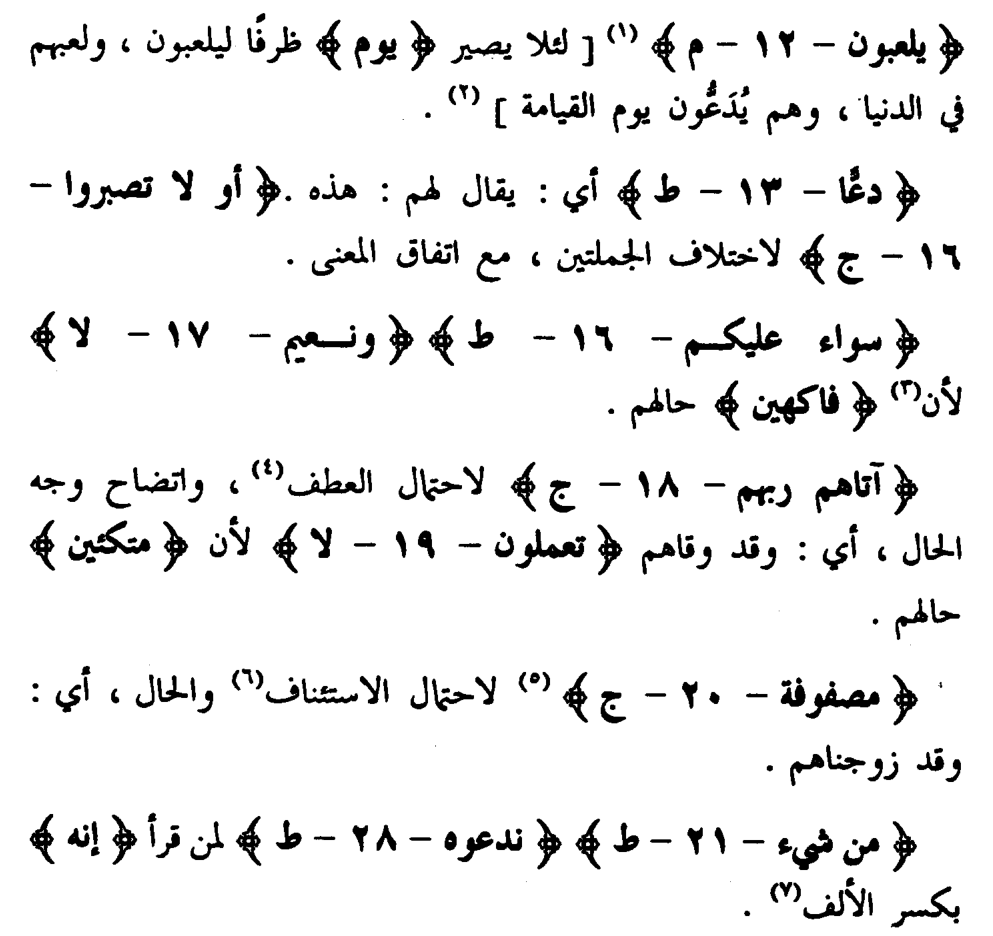 ﴿ يلعبون – ١٢ – م ﴾ (١) [ لئلا يصير ﴿ يوم ﴾ ظرفًا ليلعبون ، ولعبهم
في الدنيا ، وهم يُدَعُّون يوم القيامة ] (٢) .
﴿ دعًّا – ١٣ – ط ﴾ أي : يقال لهم : هذه . ﴿ أو لا تصبروا –
١٦ – ج ﴾ لاختلاف الجملتين ، مع اتفاق المعنى .
﴿ سواء عليكـم – ١٦ – ط ﴾ ﴿ ونـعيم – ١٧ – لا ﴾
لأن(٣) ﴿ فاكهين ﴾ حالهم .
﴿ آتاهم ربهم – ١٨ – ج ﴾ لاحتمال العطف(٤) ، واتضاح وجه
الحال ، أي : وقد وقاهم ﴿ تعملون – ١٩ – لا ﴾ لأن ﴿ متكئين ﴾
حالهم .
﴿ مصفوفة – ٢٠ – ج ﴾ (٥) لاحتمال الاستئناف(٦) والحال ، أي :
وقد زوجناهم .
﴿ من شيء – ٢١ – ط ﴾ ﴿ ندعوه – ٢٨ – ط ﴾ لمن قرأ ﴿ إنه ﴾
بكسر الألف(٧) .